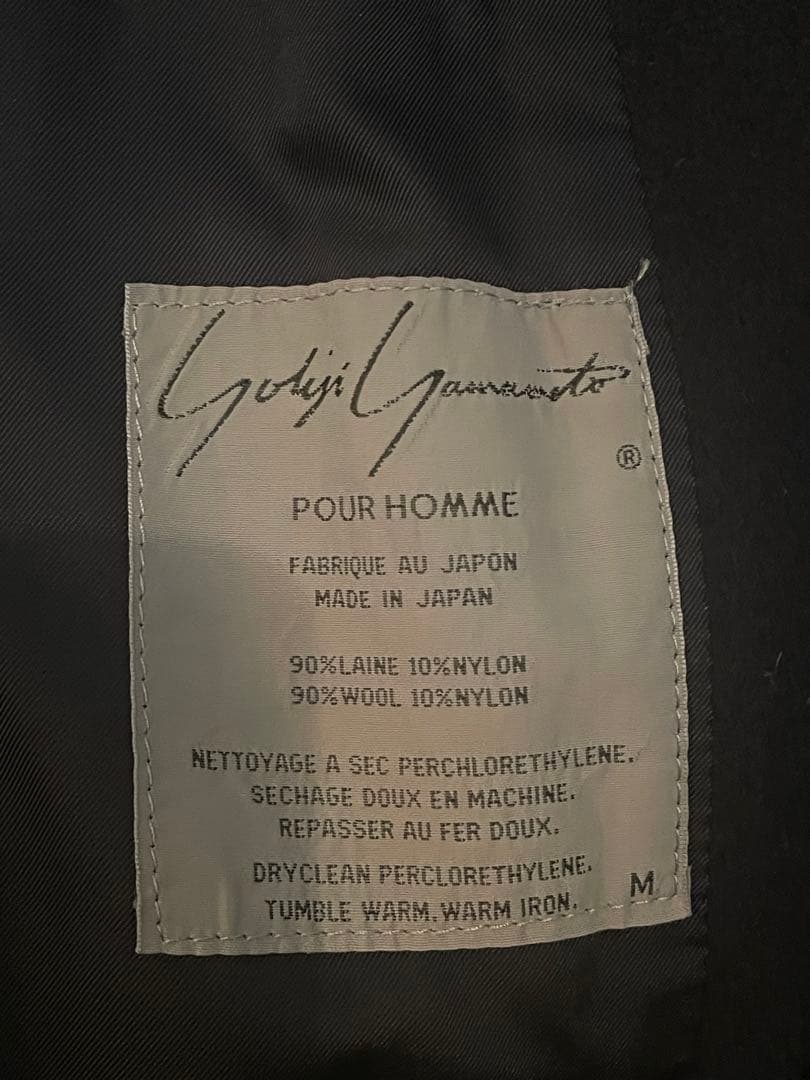 Yohji Yamamoto
®
POUR HOMME
FABRIQUE AU JAPON
MADE IN JAPAN
90%LAINE 10%NYLON
90%WOOL 10%NYLON
NETTOYAGE A SEC PERCHLORETHYLENE.
SECHAGE DOUX EN MACHINE.
REPASSER AU FER DOUX.
DRYCLEAN PERCLORETHYLENE.
TUMBLE WARM.WARM IRON.
M